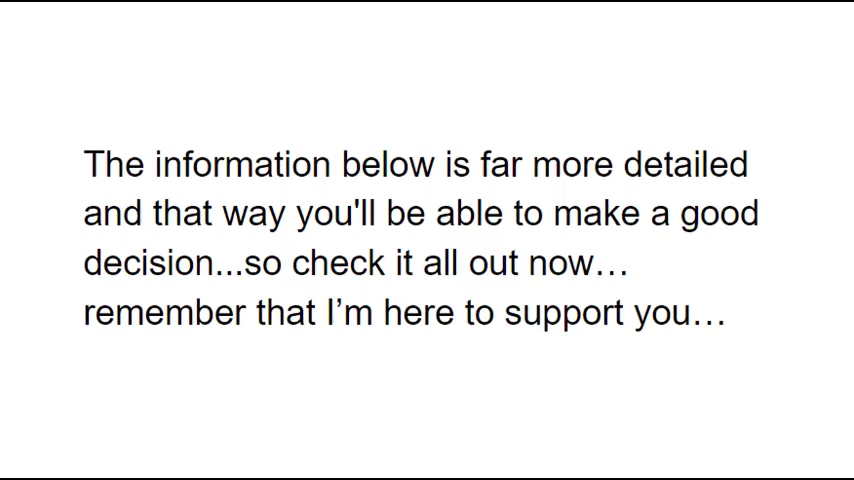 The information below is far more detailed
and that way you'll be able to make a good
decision...so check it all out now…
remember that I’m here to support you…